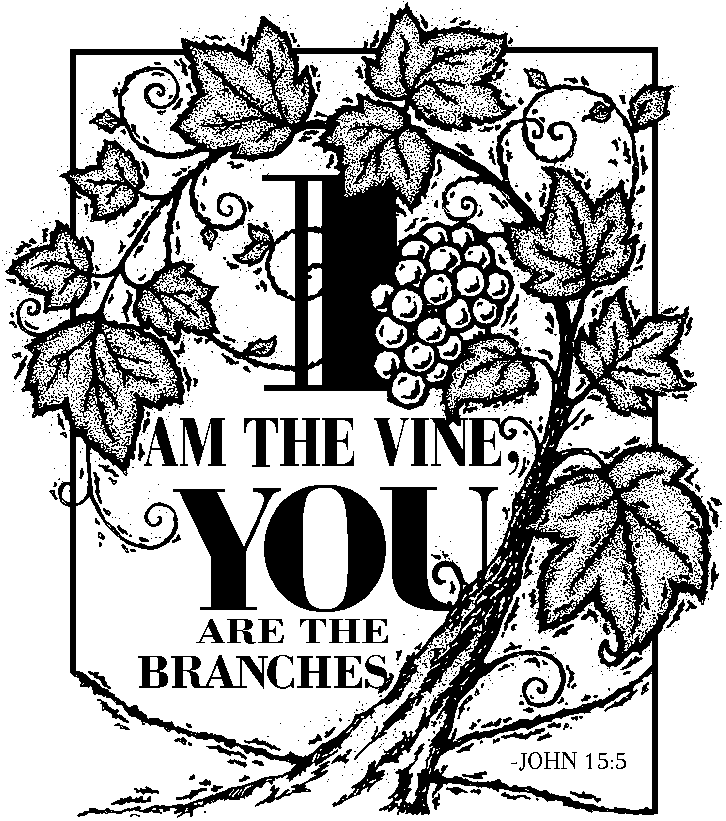 I
AM THE VINE,
YOU
ARE THE
BRANCHES'
-JOHN 15:5